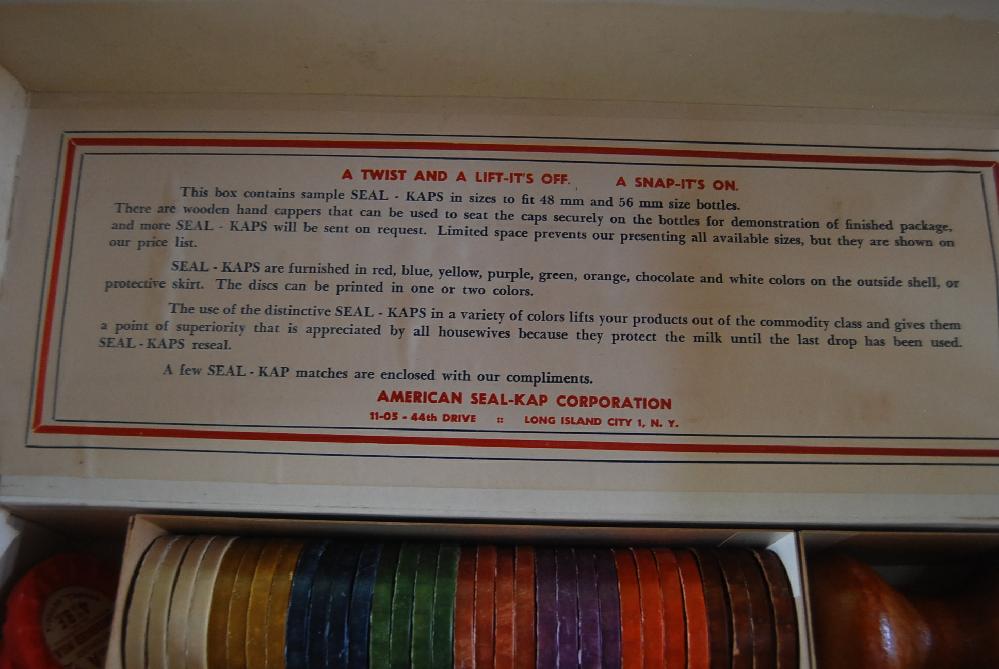 A TWIST AND A LIFT-IT'S OFF. A SNAP-IT'S ON.
This box contains sample SEAL - KAPS in sizes to fit 48 mm and 56 mm size bottles.
There are wooden hand cappers that can be used to seat the caps securely on the bottles for demonstration of finished package,
and more SEAL - KAPS will be sent on request. Limited space prevents our presenting all available sizes, but they are shown on
our price list.
SEAL - KAPS are furnished in red, blue, yellow, purple, green, orange, chocolate and white colors on the outside shell, or
protective skirt. The discs can be printed in one or two colors.
The use of the distinctive SEAL - KAPS in a variety of colors lifts your products out of the commodity class and gives them
a point of superiority that is appreciated by all housewives because they protect the milk until the last drop has been used.
SEAL - KAPS reseal.
A few SEAL - KAP matches are enclosed with our compliments.
AMERICAN SEAL-KAP CORPORATION
11-05 - 44th DRIVE :: LONG ISLAND CITY 1, N. Y.